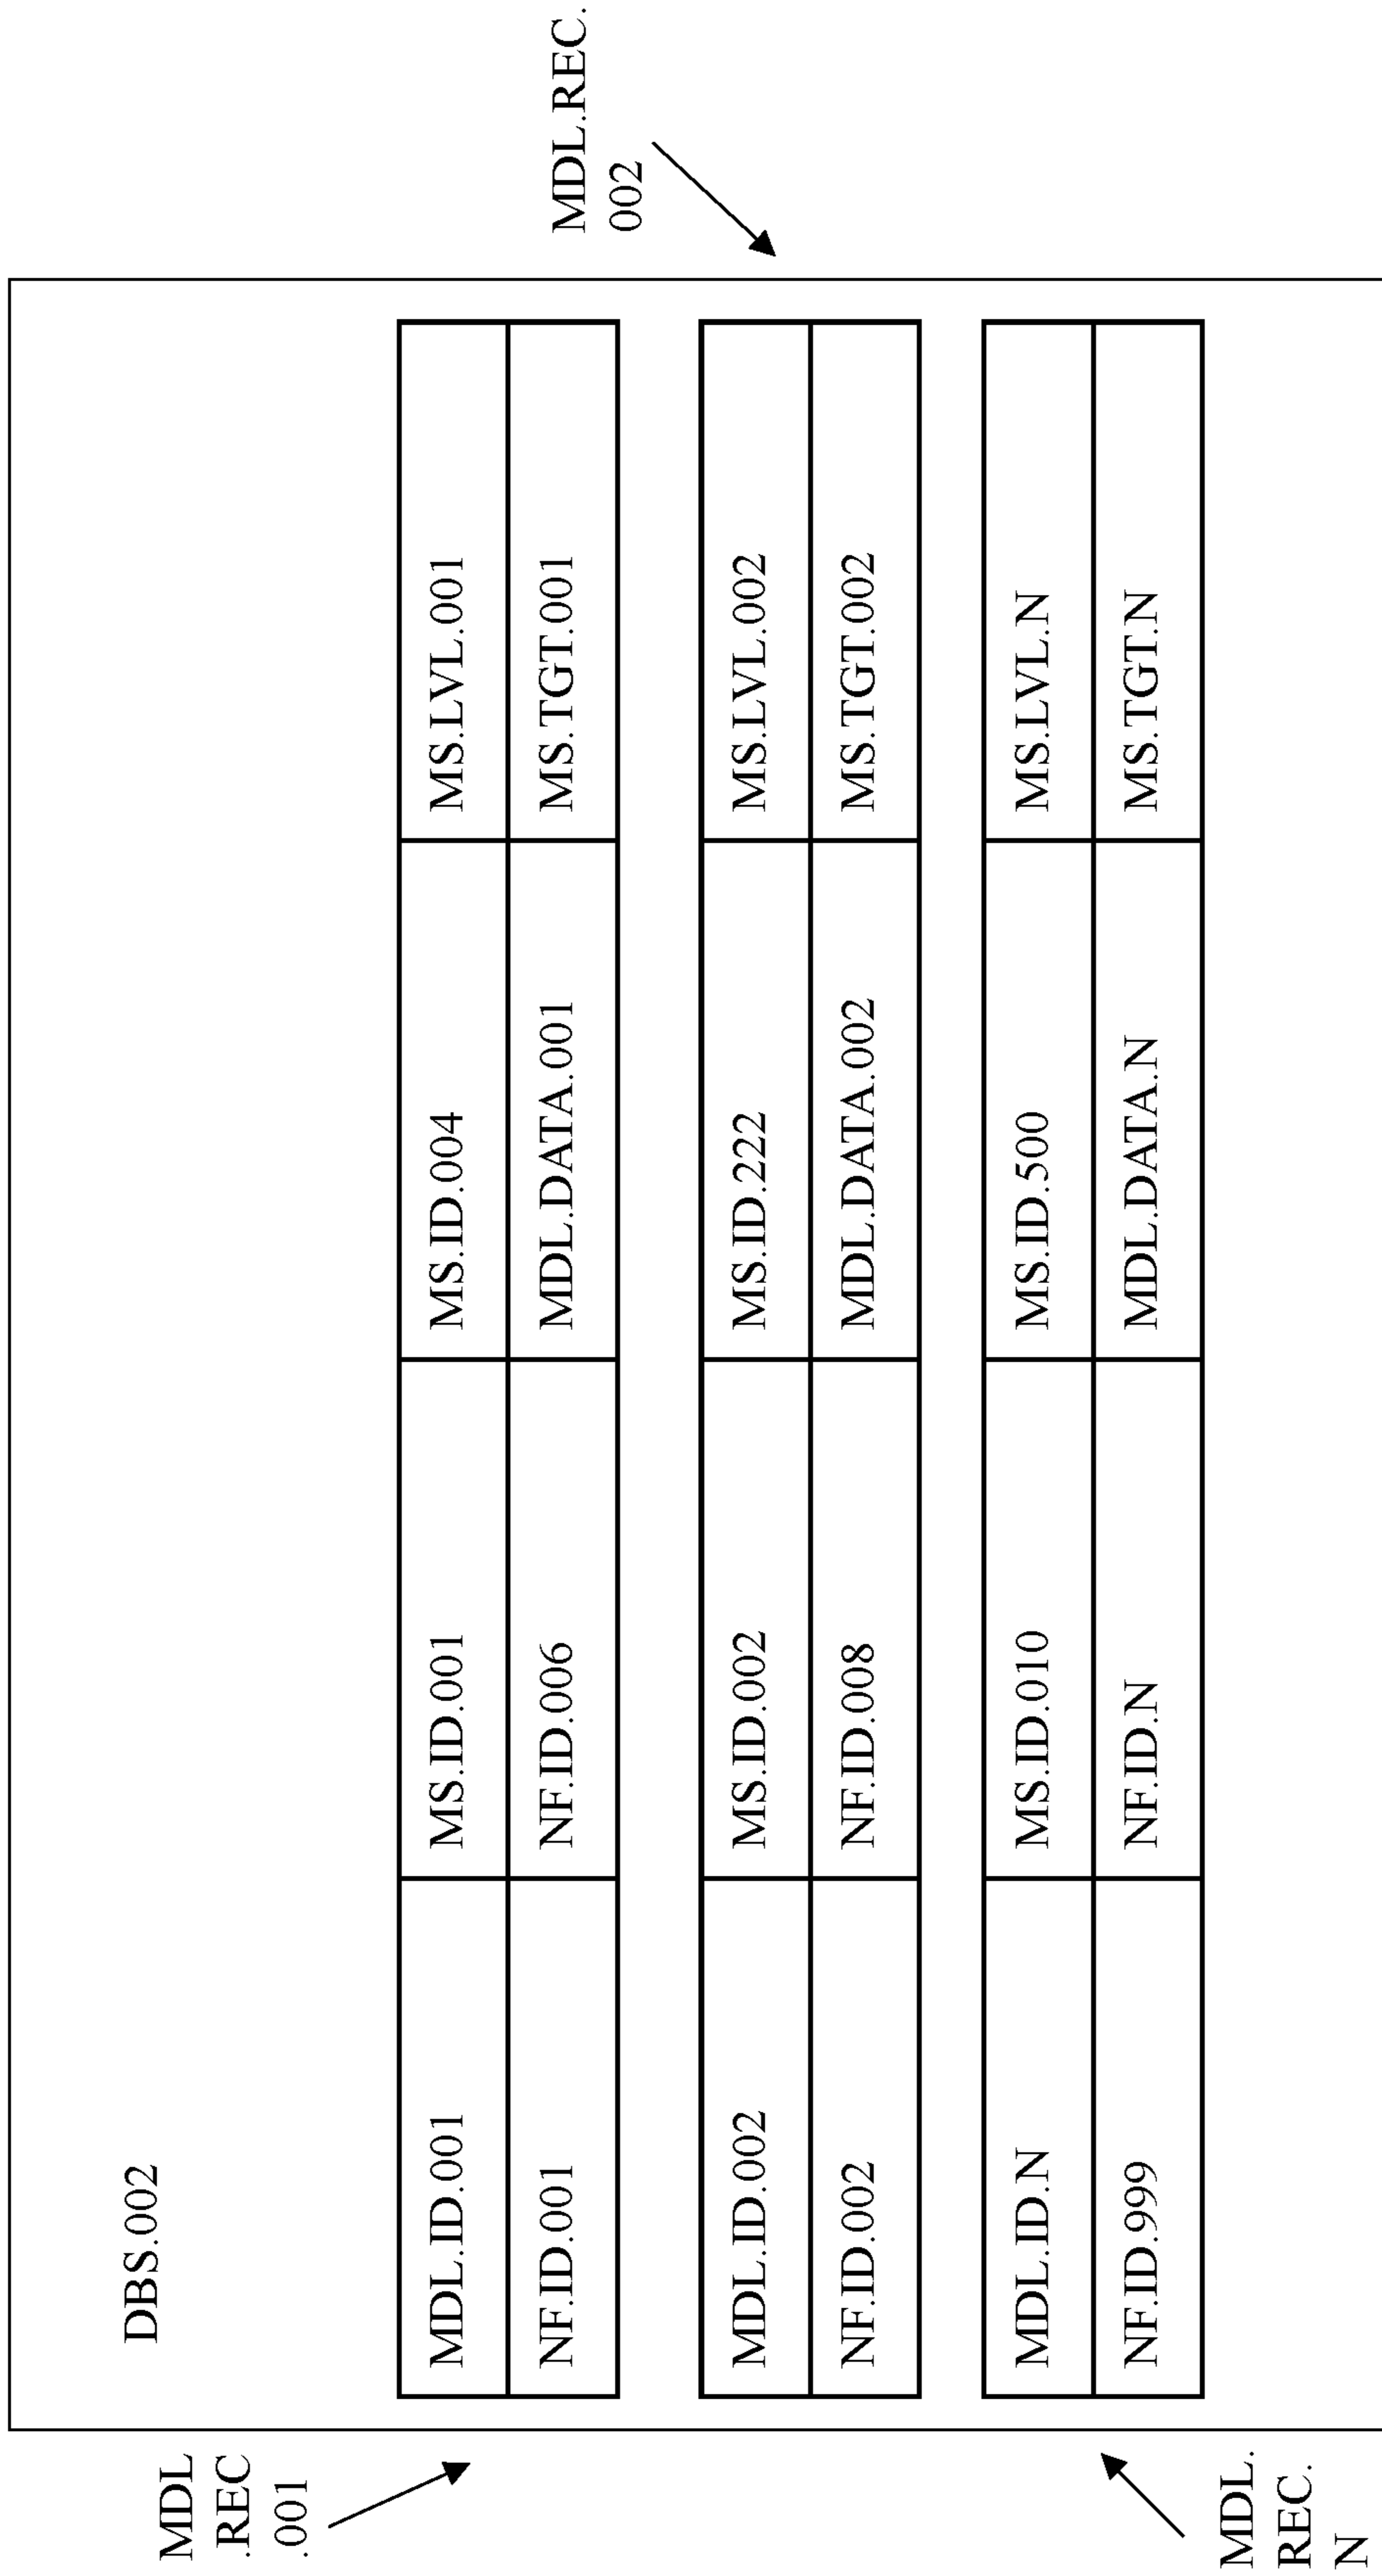 DBS.002
MDL
.REC
.001
MDL.ID.001 MS.ID.001 MS.ID.004 MS.LVL.001
NF.ID.001 NF.ID.006 MDL.DATA.001 MS.TGT.001
MDL.REC.
002
MDL.ID.002 MS.ID.002 MS.ID.222 MS.LVL.002
NF.ID.002 NF.ID.008 MDL.DATA.002 MS.TGT.002
MDL.ID.N MS.ID.010 MS.ID.500 MS.LVL.N
NF.ID.999 NF.ID.N MDL.DATA.N MS.TGT.N
MDL.
REC.
N